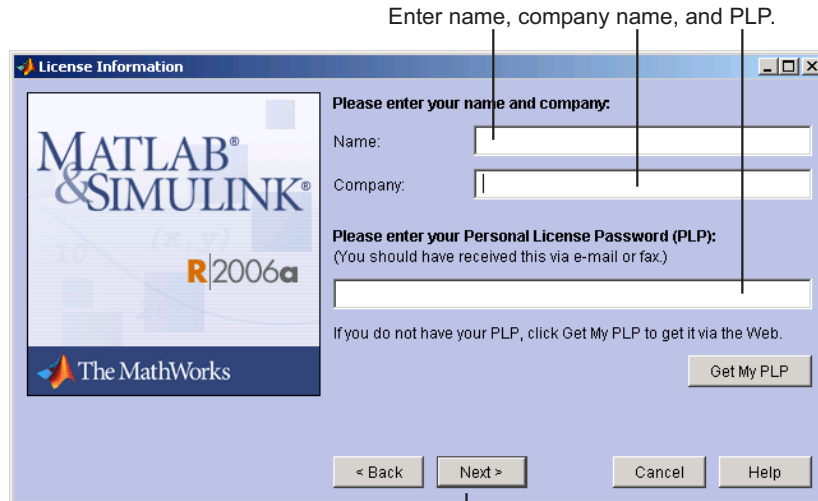 Enter name, company name, and PLP.
License Information
Please enter your name and company:
Name:
Company:
MATLAB®
&SIMULINK®
(x, y)
10
R2006a
The MathWorks
Please enter your Personal License Password (PLP):
(You should have received this via e-mail or fax.)
If you do not have your PLP, click Get My PLP to get it via the Web.
Get My PLP
< Back
Next >
Cancel
Help